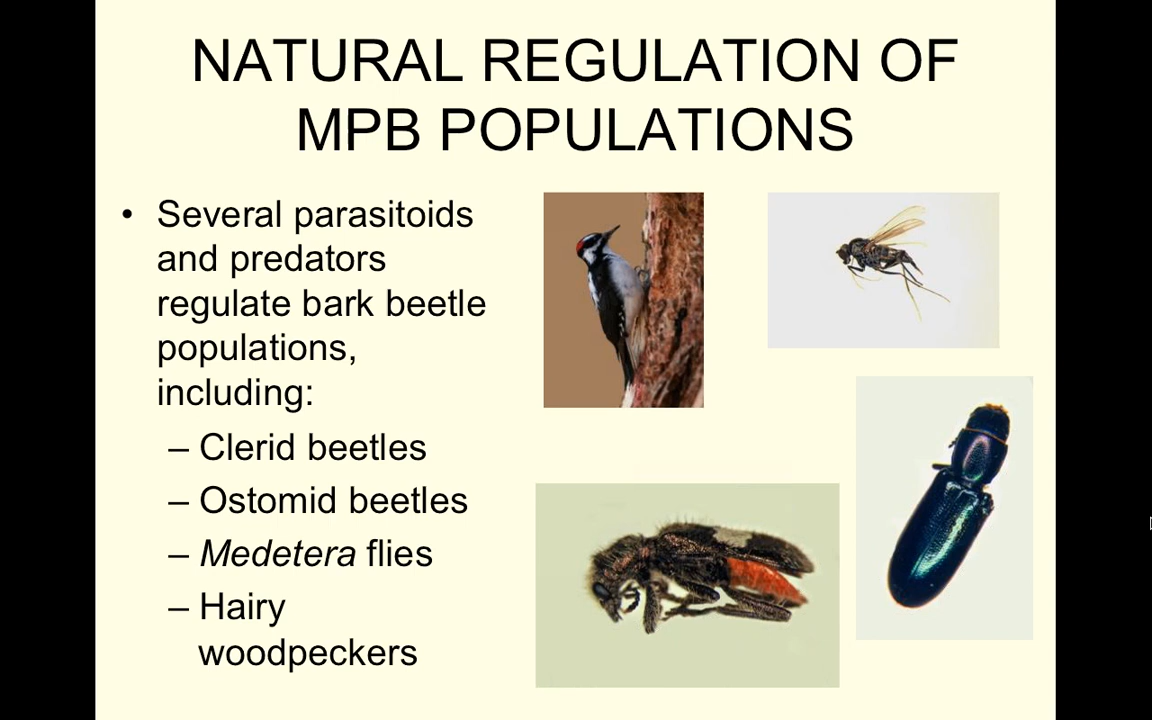 NATURAL REGULATION OF
MPB POPULATIONS
• Several parasitoids
and predators
regulate bark beetle
populations,
including:
– Clerid beetles
– Ostomid beetles
– Medetera flies
– Hairy
woodpeckers